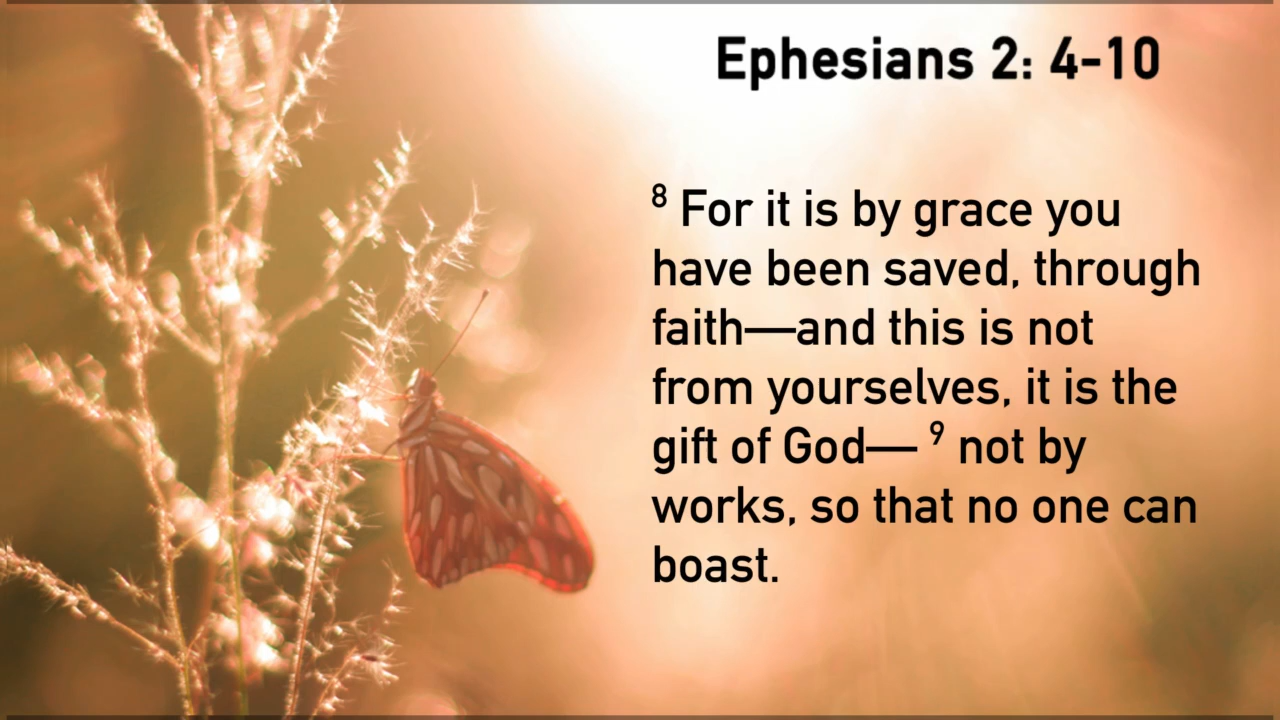 Ephesians 2: 4-10
⁸ For it is by grace you
have been saved, through
faith—and this is not
from yourselves, it is the
gift of God— ⁹ not by
works, so that no one can
boast.